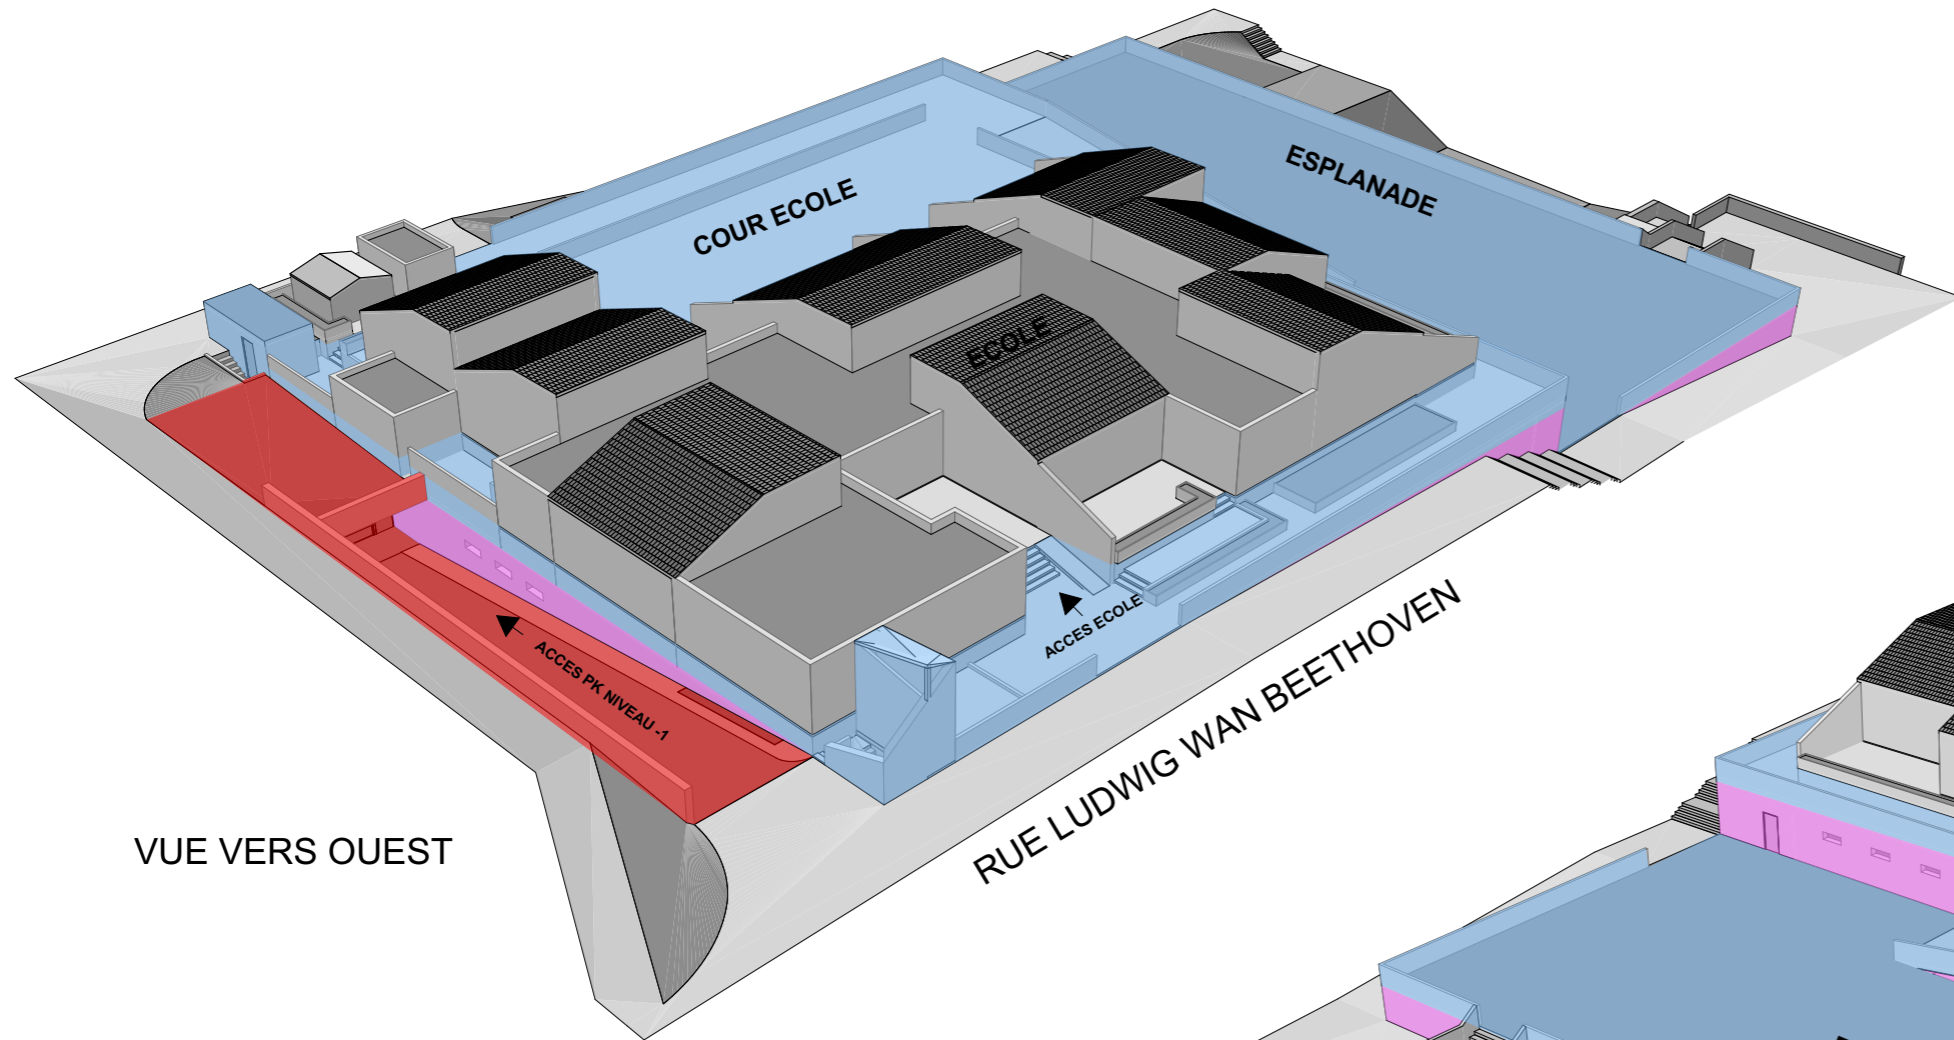 ESPLANADE
COUR ECOLE
ECOLE
ACCES ECOLE
ACCES PK NIVEAU -1
RUE LUDWIG WAN BEETHOVEN
VUE VERS OUEST